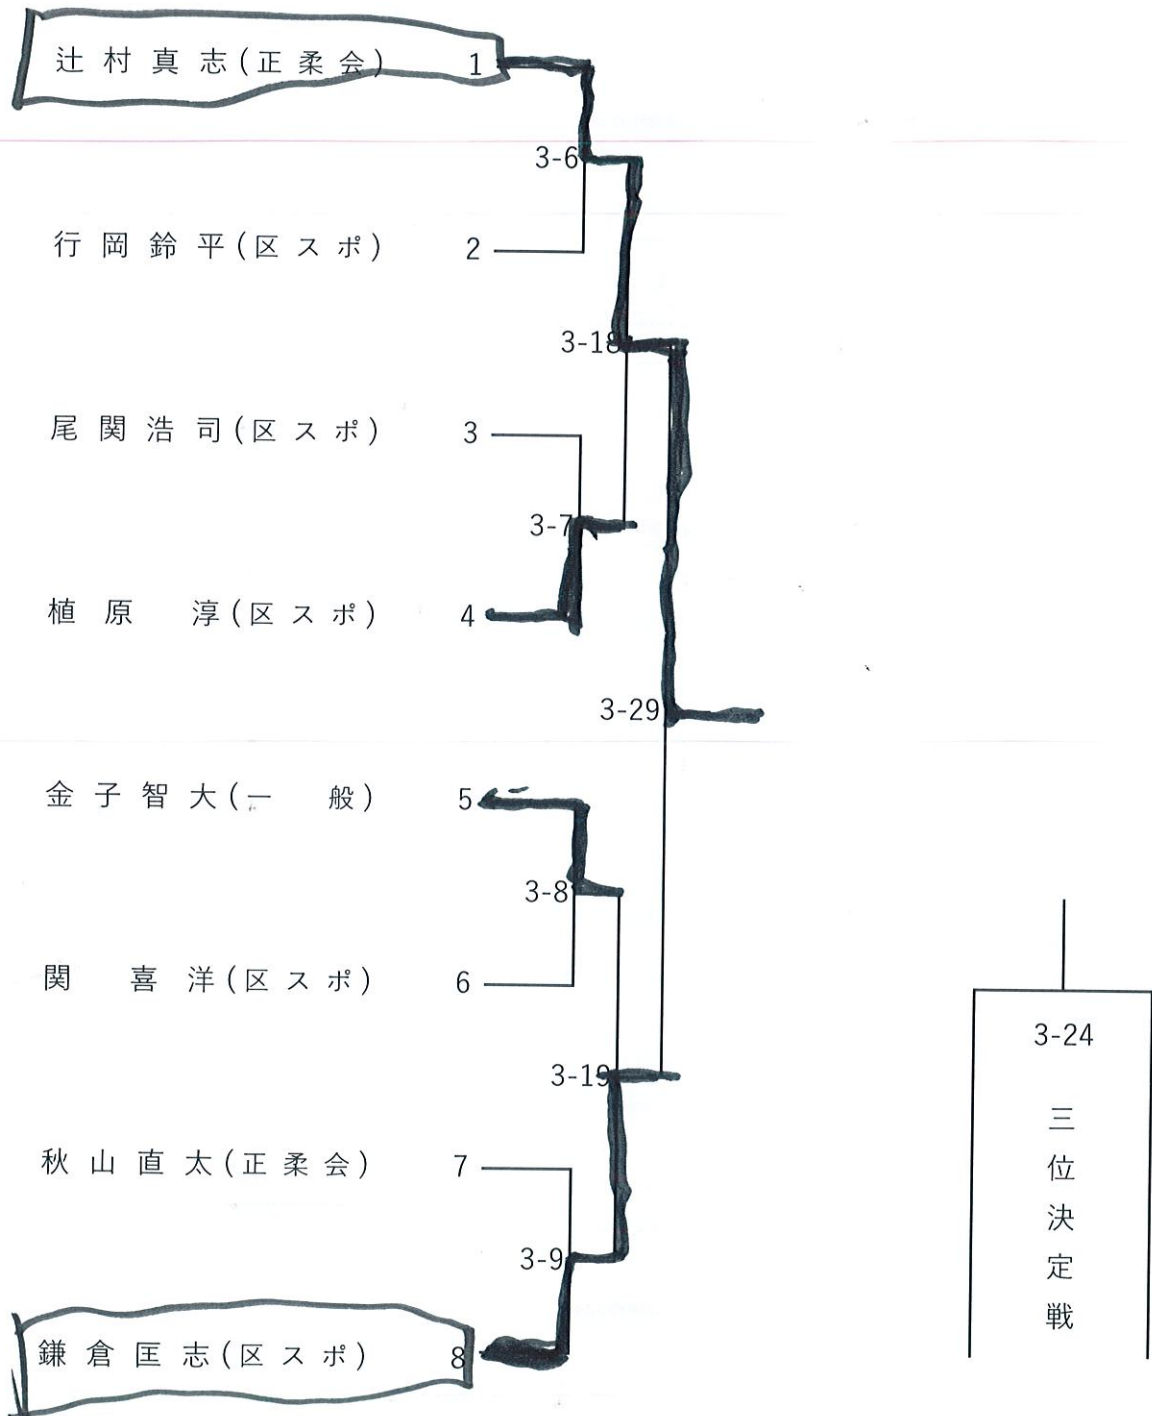 辻村真志(正柔会) 1
3-6
行岡鈴平(区スポ) 2
3-18
尾関浩司(区スポ) 3
3-7
植原 淳(区スポ) 4
3-29
金子智大(一 般) 5
3-8
関 喜洋(区スポ) 6
3-24
3-19
三位決定戦
秋山直太(正柔会) 7
3-9
鎌倉匡志(区スポ) 8